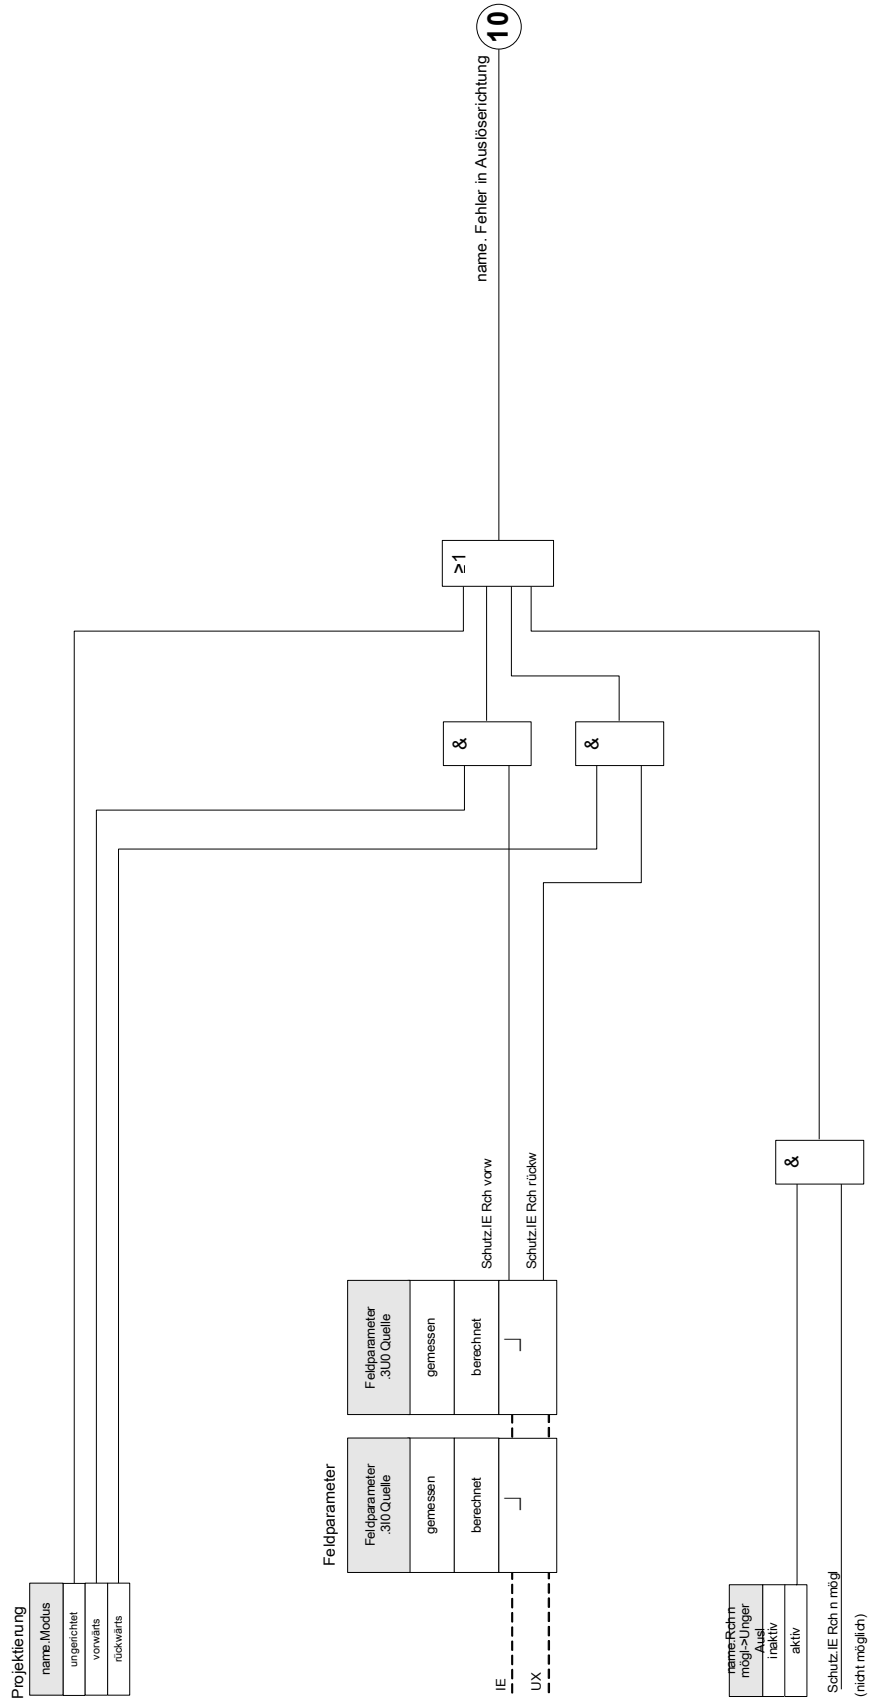 Projektierung
name.Modus
ungerichtet
vorwärts
rückwärts
Feldparameter
Feldparameter
.3I0 Quelle
gemessen
berechnet
Feldparameter
.3U0 Quelle
gemessen
berechnet
IE
UX
Schutz.IE Rch vorw
Schutz.IE Rch rückw
name.Rch n
mögl->Unger
Ausl
inaktiv
aktiv
Schutz.IE Rch n mögl
(nicht möglich)
&
&
&
≥1
name. Fehler in Auslöserichtung
10